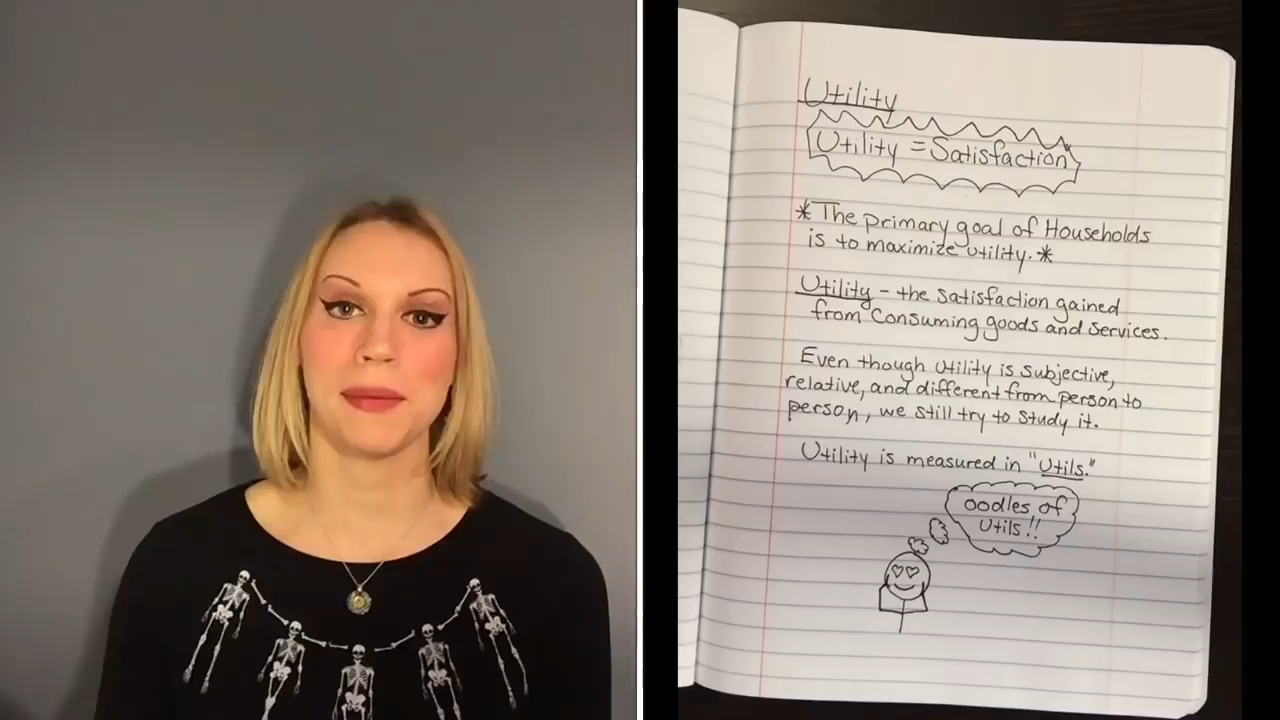 Utility
Utility = Satisfaction
*The primary goal of Households
is to maximize utility.*
Utility - the satisfaction gained
from consuming goods and services.
Even though utility is subjective,
relative, and different from person to
person, we still try to study it.
Utility is measured in "Utils."
oodles of
utils!!